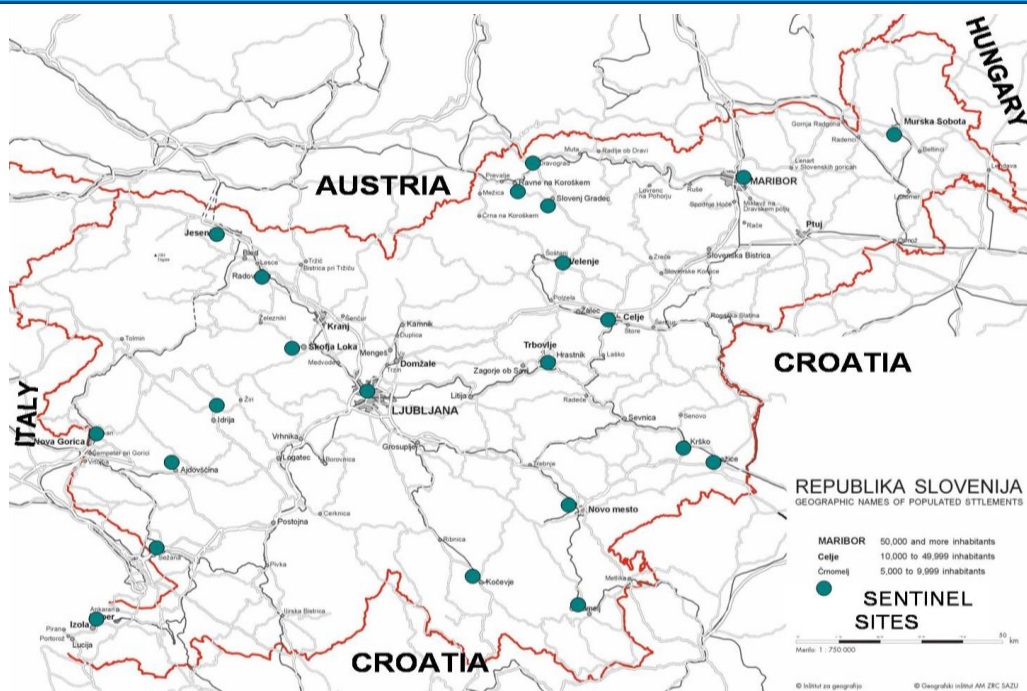 HUNGARY
Murska Sobota
Gornja Radgona
Radenci
Beltinci
Lendava
Muta
Radlje ob Dravi
Lenart
v Slovenskih goricah
AUSTRIA
Prevalje
Ravne na Koroškem
Mežica
Slovenj Gradec
Lovrenc
na Pohorju
Ruše
MARIBOR
Spodnje Hoče
Miklavž na
Dravskem polju
Črna na Koroškem
Rače
Ptuj
Ormož
Bled
Lesce
Tržič
Bistrica pri Tržiču
Šoštanj
Velenje
Zreče
Slovenska Bistrica
Slovenske Konjice
Železniki
Kranj
Šenčur
Kamnik
Duplica
Polzela
Žalec
Celje
Štore
Šentjur
Rogaška Slatina
Tolmin
Škofja Loka
Medvode
Mengeš
Trzin
Domžale
Trbovlje
Hrastnik
Zagorje ob Savi
Laško
CROATIA
ITALY
Žiri
Idrija
LJUBLJANA
Litija
Radeče
Sevnica
Senovo
Nova Gorica
Šempeter pri Gorici
Vrtojba
Ajdovščina
Vrhnika
Logatec
Borovnica
Grosuplje
Trebnje
Krško
REPUBLIKA SLOVENIJA
GEOGRAPHIC NAMES OF POPULATED STTLEMENTS
Postojna
Cerknica
Novo mesto
Ribnica
MARIBOR 50,000 and more inhabitants
Celje 10,000 to 49,999 inhabitants
Črnomelj 5,000 to 9,999 inhabitants
Sežana
Pivka
Kočevje
Metlika
SENTINEL
SITES
Ankaran
Izola
Piran
Portorož
Lucija
Ilirska Bistrica
CROATIA
50 km
Merilo: 1 : 750.000
© Inštitut za geografijo
© Geografski inštitut AM ZRC SAZU